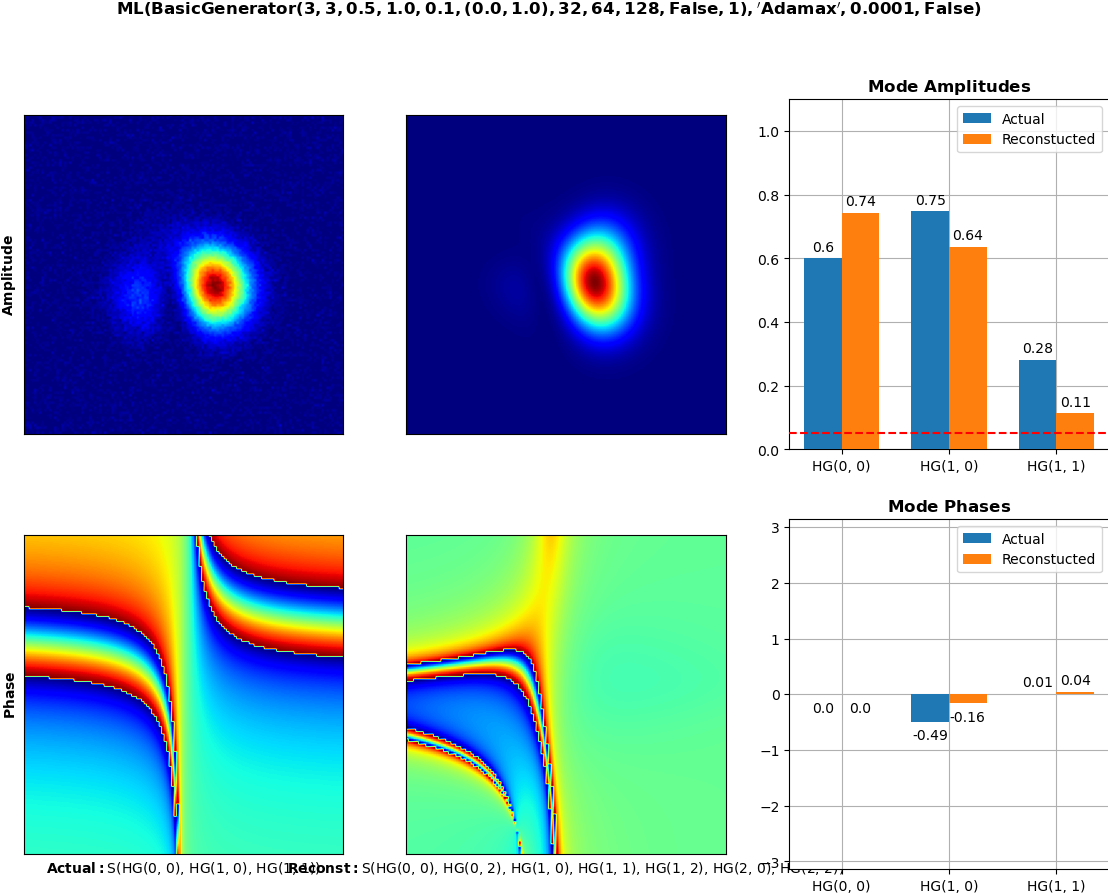 ML(BasicGenerator(3, 3, 0.5, 1.0, 0.1, (0.0, 1.0), 32, 64, 128, False, 1), ′Adamax′, 0.0001, False)
Amplitude
Mode Amplitudes
Actual
Reconstucted
1.0
0.8
0.6
0.4
0.2
0.0
0.6
0.74
0.75
0.64
0.28
0.11
HG(0, 0)
HG(1, 0)
HG(1, 1)
Phase
Mode Phases
Actual
Reconstucted
3
2
1
0
−1
−2
−3
0.0
0.0
-0.49
-0.16
0.01
0.04
HG(0, 0)
HG(1, 0)
HG(1, 1)
Actual: S(HG(0, 0), HG(1, 0), HG(1, 1))
Reconst: S(HG(0, 0), HG(0, 2), HG(1, 0), HG(1, 1), HG(1, 2), HG(2, 0), HG(2, 2))